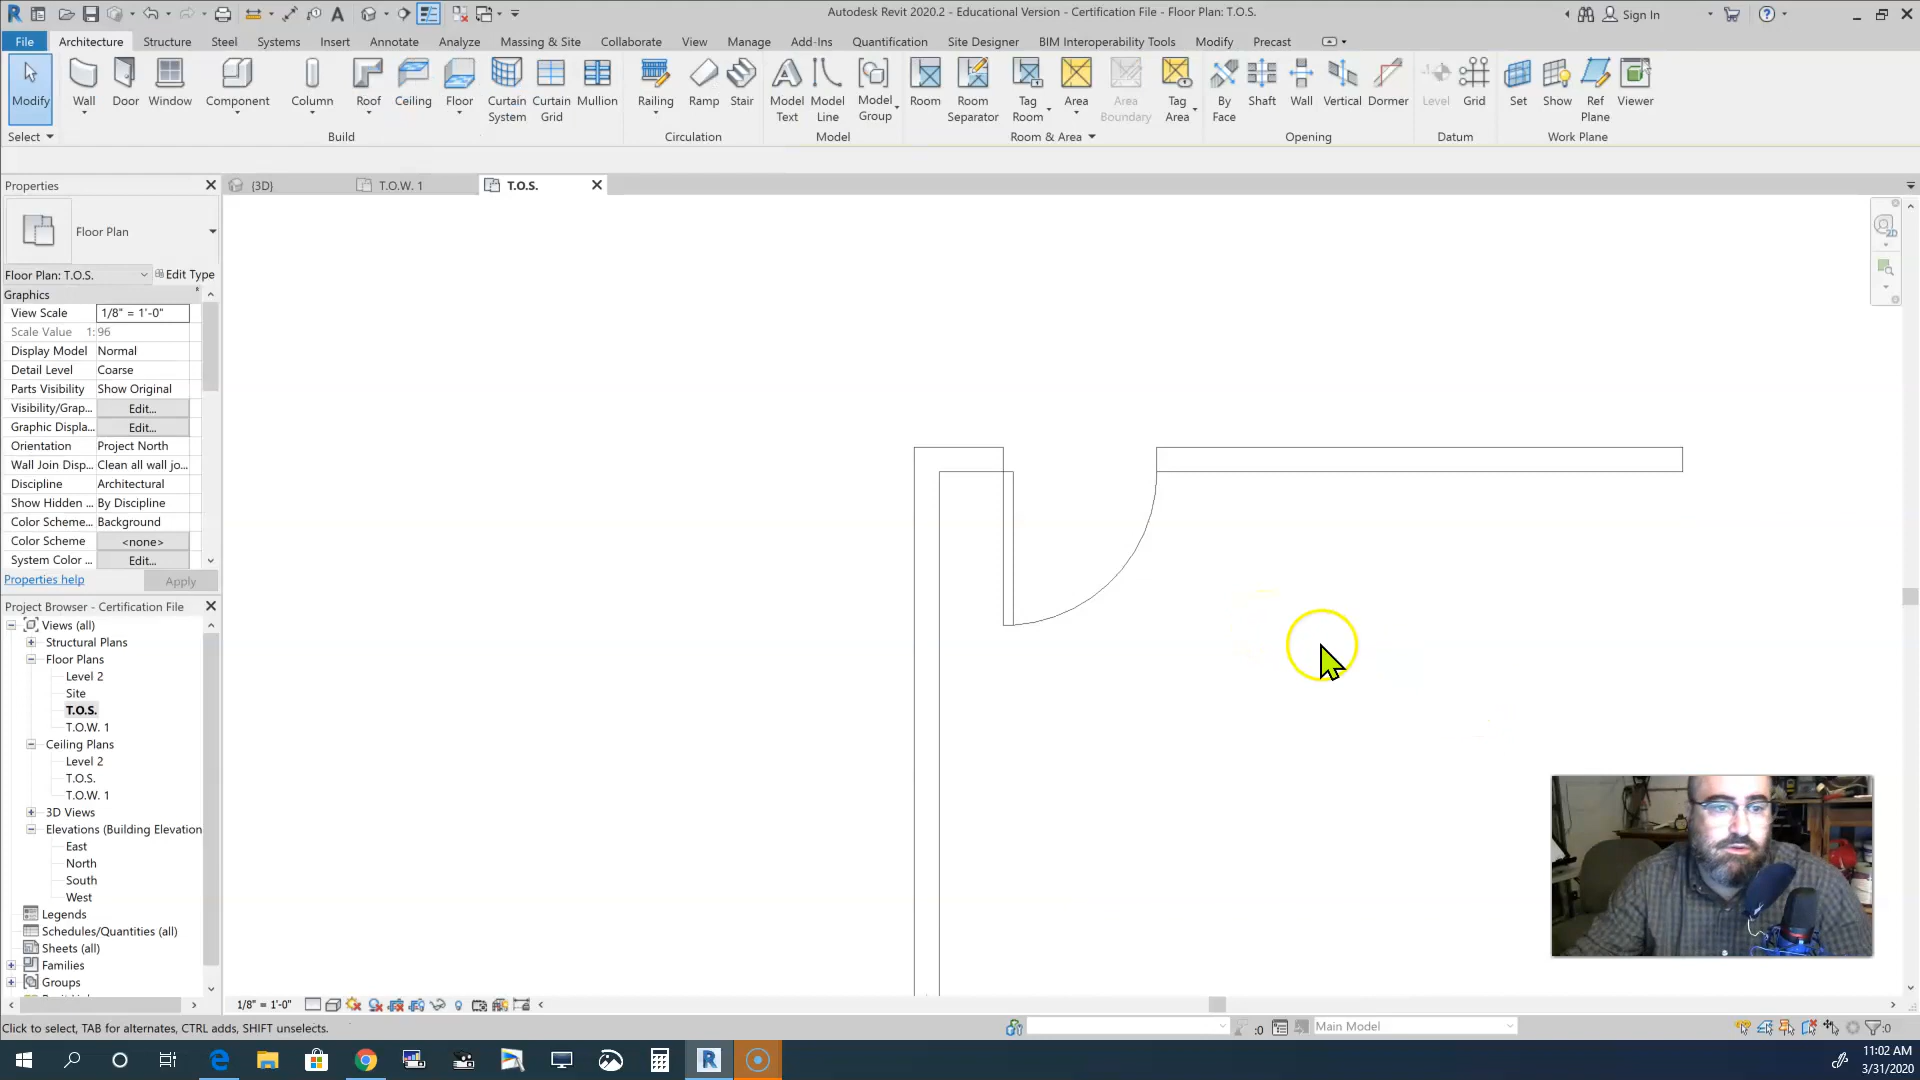 Autodesk Revit 2020.2 - Educational Version - Certification File - Floor Plan: T.O.S.
Sign In
File Architecture Structure Steel Systems Insert Annotate Analyze Massing & Site Collaborate View Manage Add-Ins Quantification Site Designer BIM Interoperability Tools Modify Precast
Modify Wall Door Window Component Column Roof Ceiling Floor Curtain System Curtain Grid Mullion Railing Ramp Stair Model Text Model Line Model Group Room Room Separator Tag Room Area Area Boundary Tag Area By Face Shaft Wall Vertical Dormer Level Grid Set Show Ref Plane Viewer
Select Build Circulation Model Room & Area Opening Datum Work Plane
Properties
{3D} T.O.W. 1 T.O.S.
Floor Plan
Floor Plan: T.O.S. Edit Type
Graphics
View Scale 1/8" = 1'-0"
Scale Value 1: 96
Display Model Normal
Detail Level Coarse
Parts Visibility Show Original
Visibility/Grap... Edit...
Graphic Displa... Edit...
Orientation Project North
Wall Join Disp... Clean all wall jo...
Discipline Architectural
Show Hidden ... By Discipline
Color Scheme... Background
Color Scheme <none>
System Color ... Edit...
Properties help Apply
Project Browser - Certification File
Views (all)
Structural Plans
Floor Plans
Level 2
Site
T.O.S.
T.O.W. 1
Ceiling Plans
Level 2
T.O.S.
T.O.W. 1
3D Views
Elevations (Building Elevation
East
North
South
West
Legends
Schedules/Quantities (all)
Sheets (all)
Families
Groups
1/8" = 1'-0"
Click to select, TAB for alternates, CTRL adds, SHIFT unselects.
:0 Main Model :0
11:02 AM
3/31/2020